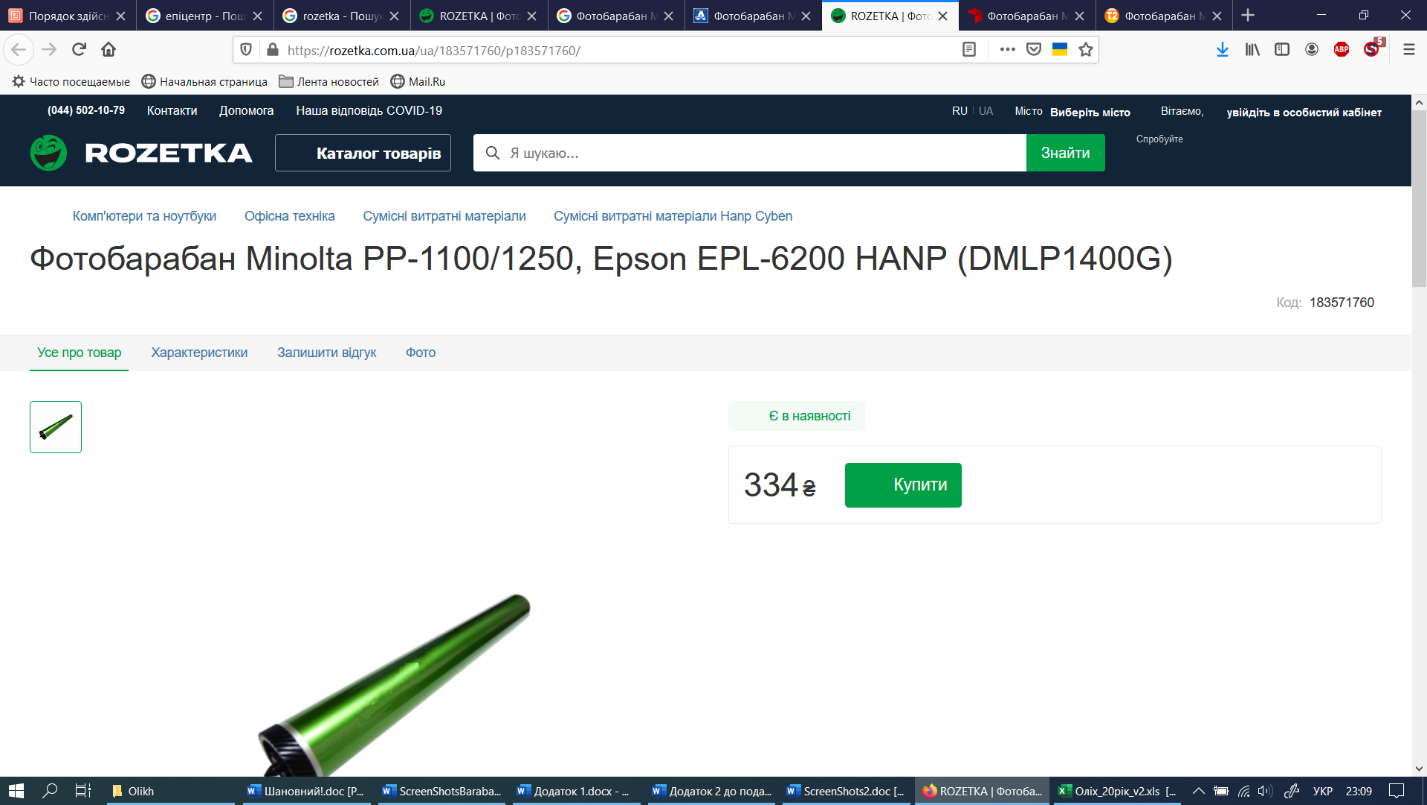 Порядок здійсн
епіцентр - Пош
rozetka - Пошук
ROZETKA | Фото
Фотобарабан M
Фотобарабан M
ROZETKA | Фото
Фотобарабан M
Фотобарабан M
https://rozetka.com.ua/ua/183571760/p183571760/
Часто посещаемые Начальная страница Лента новостей Mail.Ru
(044) 502-10-79 Контакти Допомога Наша відповідь COVID-19 RU UA Місто Виберіть місто Вітаємо, увійдіть в особистий кабінет
ROZETKA Каталог товарів Я шукаю... Знайти Спробуйте
Комп'ютери та ноутбуки Офісна техніка Сумісні витратні матеріали Сумісні витратні матеріали Hanp Cyben
Фотобарабан Minolta PP-1100/1250, Epson EPL-6200 HANP (DMLP1400G)
Код: 183571760
Усе про товар Характеристики Залишити відгук Фото
Є в наявності
334 ₴ Купити
Olikh Шановний!.doc [P... ScreenShotsBaraba... Додаток 1.docx - ... Додаток 2 до пода... ScreenShots2.doc [... ROZETKA | Фотоба... Оліх_20рік_v2.xls [... УКР 23:09